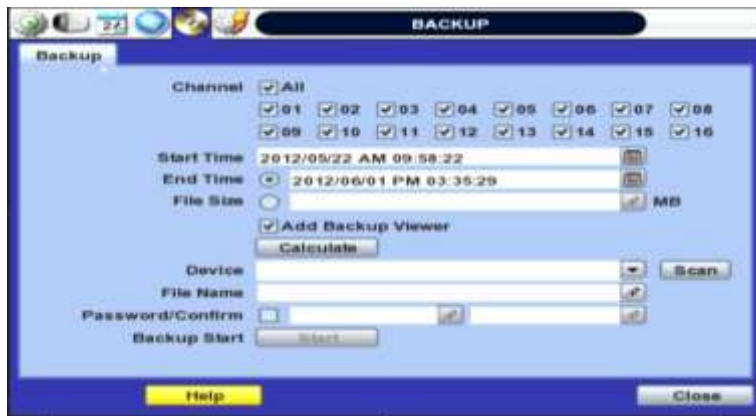 BACKUP
Backup
Channel All
01 02 03 04 05 06 07 08
09 10 11 12 13 14 15 16
Start Time 2012/05/22 AM 09:58:22
End Time 2012/06/01 PM 03:35:29
File Size MB
Add Backup Viewer
Calculate
Device Scan
File Name
Password/Confirm
Backup Start Start
Help Close